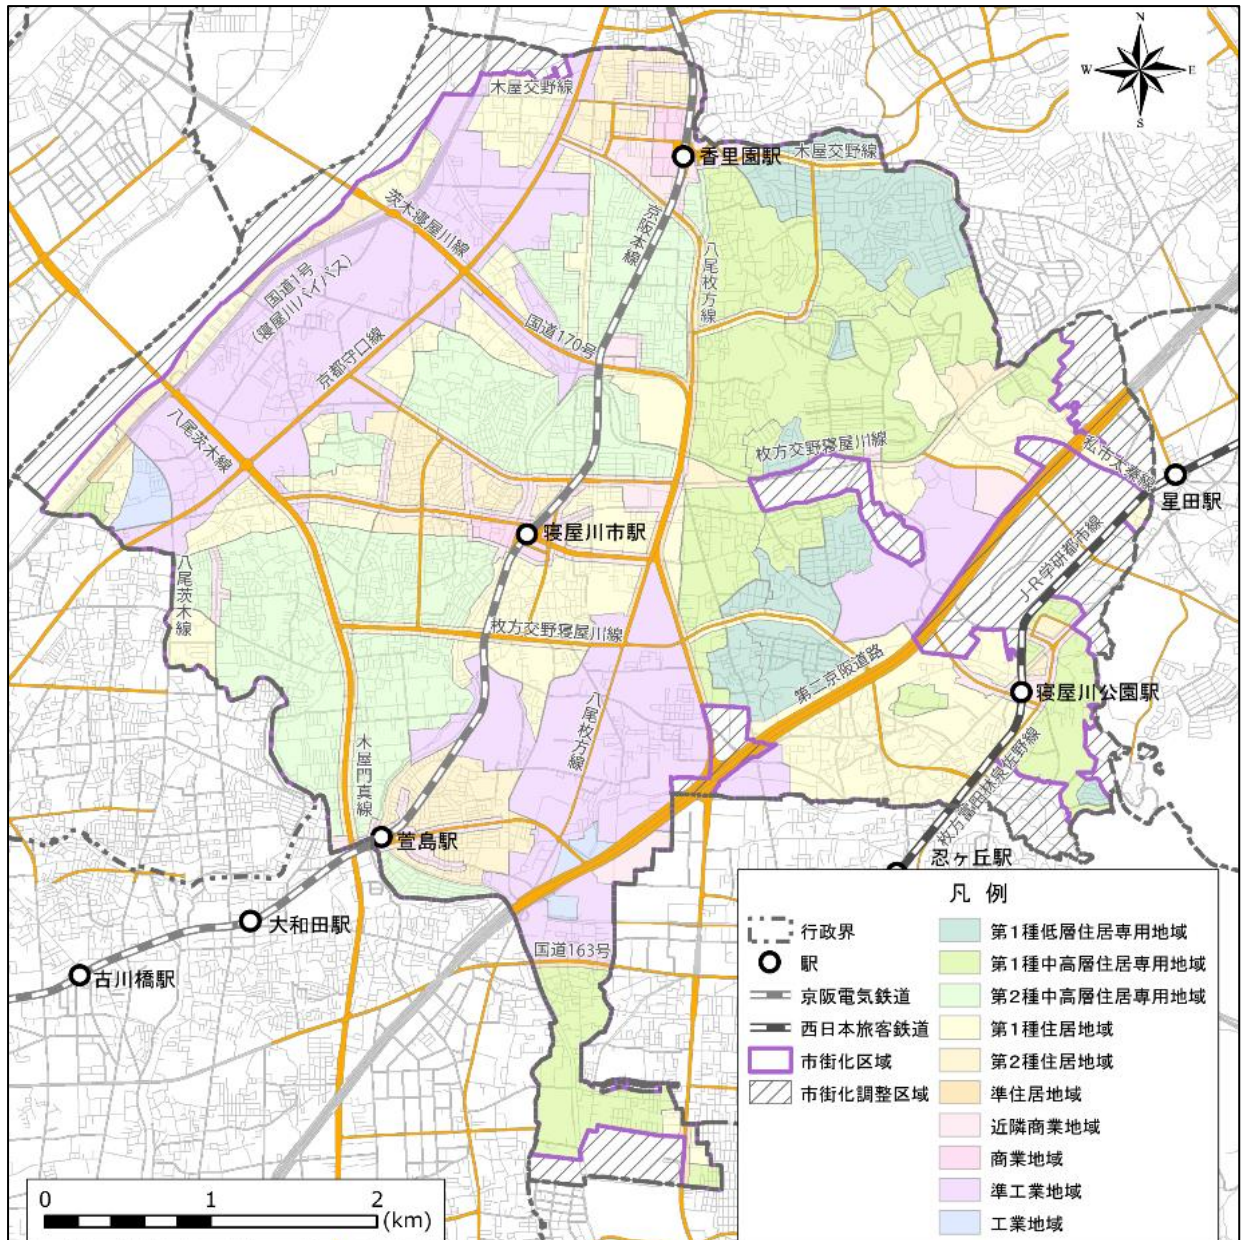 N
W
E
S
木屋交野線
香里園駅
木屋交野線
茨木寝屋川線
京阪本線
八尾枚方線
国道1号
(寝屋川バイパス)
国道170号
京都守口線
八尾茨木線
枚方交野寝屋川線
私市太秦線
星田駅
寝屋川市駅
JR学研都市線
八尾茨木線
枚方交野寝屋川線
第二京阪道路
寝屋川公園駅
八尾枚方線
木屋門真線
枚方富田林泉佐野線
萱島駅
忍ヶ丘駅
大和田駅
国道163号
古川橋駅
凡 例
行政界
駅
京阪電気鉄道
西日本旅客鉄道
市街化区域
市街化調整区域
第1種低層住居専用地域
第1種中高層住居専用地域
第2種中高層住居専用地域
第1種住居地域
第2種住居地域
準住居地域
近隣商業地域
商業地域
準工業地域
工業地域
0 1 2
(km)